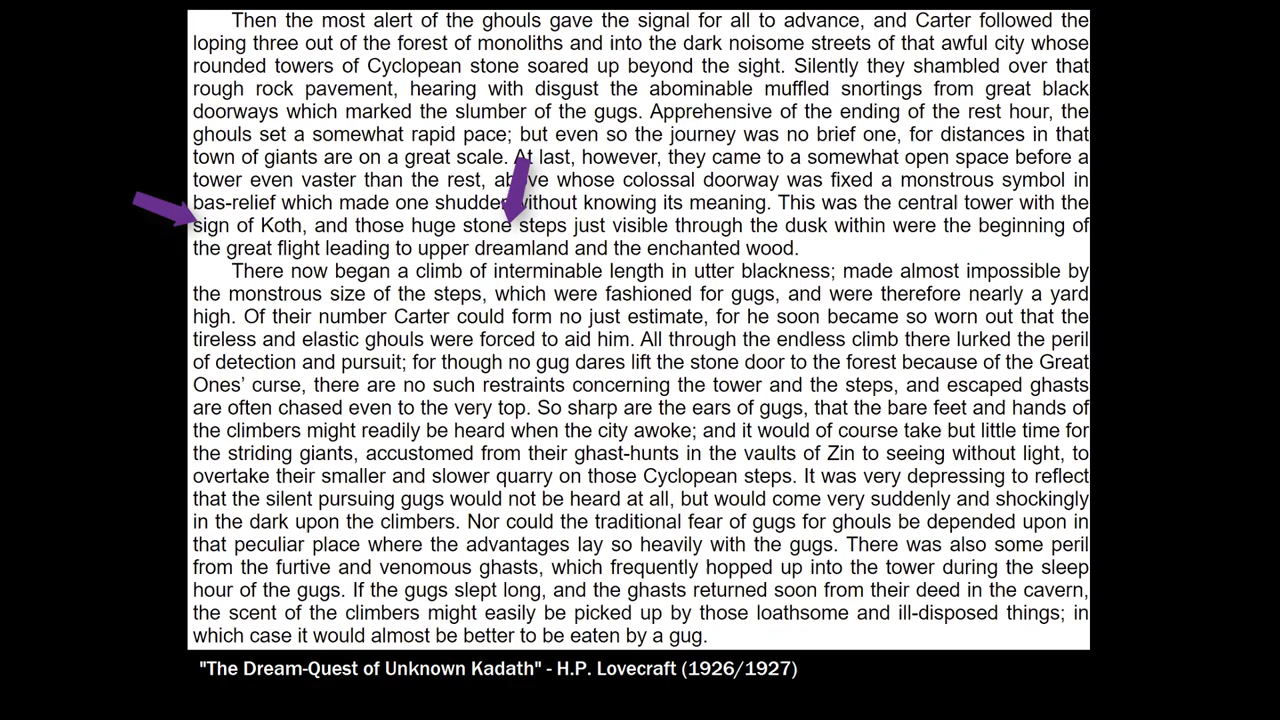 Then the most alert of the ghouls gave the signal for all to advance, and Carter followed the
loping three out of the forest of monoliths and into the dark noisome streets of that awful city whose
rounded towers of Cyclopean stone soared up beyond the sight. Silently they shambled over that
rough rock pavement, hearing with disgust the abominable muffled snortings from great black
doorways which marked the slumber of the gugs. Apprehensive of the ending of the rest hour, the
ghouls set a somewhat rapid pace; but even so the journey was no brief one, for distances in that
town of giants are on a great scale. At last, however, they came to a somewhat open space before a
tower even vaster than the rest, above whose colossal doorway was fixed a monstrous symbol in
bas-relief which made one shudder without knowing its meaning. This was the central tower with the
sign of Koth, and those huge stone steps just visible through the dusk within were the beginning of
the great flight leading to upper dreamland and the enchanted wood.
There now began a climb of interminable length in utter blackness; made almost impossible by
the monstrous size of the steps, which were fashioned for gugs, and were therefore nearly a yard
high. Of their number Carter could form no just estimate, for he soon became so worn out that the
tireless and elastic ghouls were forced to aid him. All through the endless climb there lurked the peril
of detection and pursuit; for though no gug dares lift the stone door to the forest because of the Great
Ones’ curse, there are no such restraints concerning the tower and the steps, and escaped ghasts
are often chased even to the very top. So sharp are the ears of gugs, that the bare feet and hands of
the climbers might readily be heard when the city awoke; and it would of course take but little time for
the striding giants, accustomed from their ghast-hunts in the vaults of Zin to seeing without light, to
overtake their smaller and slower quarry on those Cyclopean steps. It was very depressing to reflect
that the silent pursuing gugs would not be heard at all, but would come very suddenly and shockingly
in the dark upon the climbers. Nor could the traditional fear of gugs for ghouls be depended upon in
that peculiar place where the advantages lay so heavily with the gugs. There was also some peril
from the furtive and venomous ghasts, which frequently hopped up into the tower during the sleep
hour of the gugs. If the gugs slept long, and the ghasts returned soon from their deed in the cavern,
the scent of the climbers might easily be picked up by those loathsome and ill-disposed things; in
which case it would almost be better to be eaten by a gug.
"The Dream-Quest of Unknown Kadath" - H.P. Lovecraft (1926/1927)